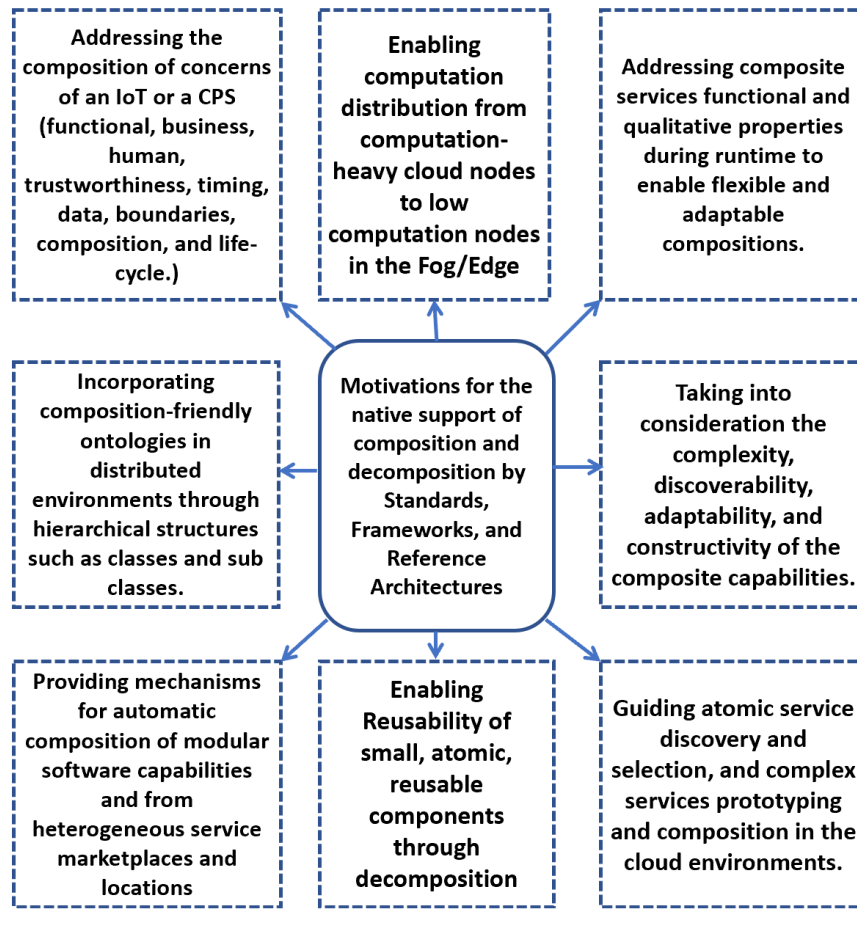 Addressing the
composition of concerns
of an IoT or a CPS
(functional, business,
human,
trustworthiness, timing,
data, boundaries,
composition, and life-
cycle.)
Enabling
computation
distribution from
computation-
heavy cloud nodes
to low
computation nodes
in the Fog/Edge
Addressing composite
services functional and
qualitative properties
during runtime to
enable flexible and
adaptable
compositions.
Incorporating
composition-friendly
ontologies in
distributed
environments through
hierarchical structures
such as classes and sub
classes.
Motivations for the
native support of
composition and
decomposition by
Standards,
Frameworks, and
Reference
Architectures
Taking into
consideration the
complexity,
discoverability,
adaptability, and
constructivity of the
composite capabilities.
Providing mechanisms
for automatic
composition of modular
software capabilities
and from
heterogeneous service
marketplaces and
locations
Enabling
Reusability of
small, atomic,
reusable
components
through
decomposition
Guiding atomic service
discovery and
selection, and complex
services prototyping
and composition in the
cloud environments.